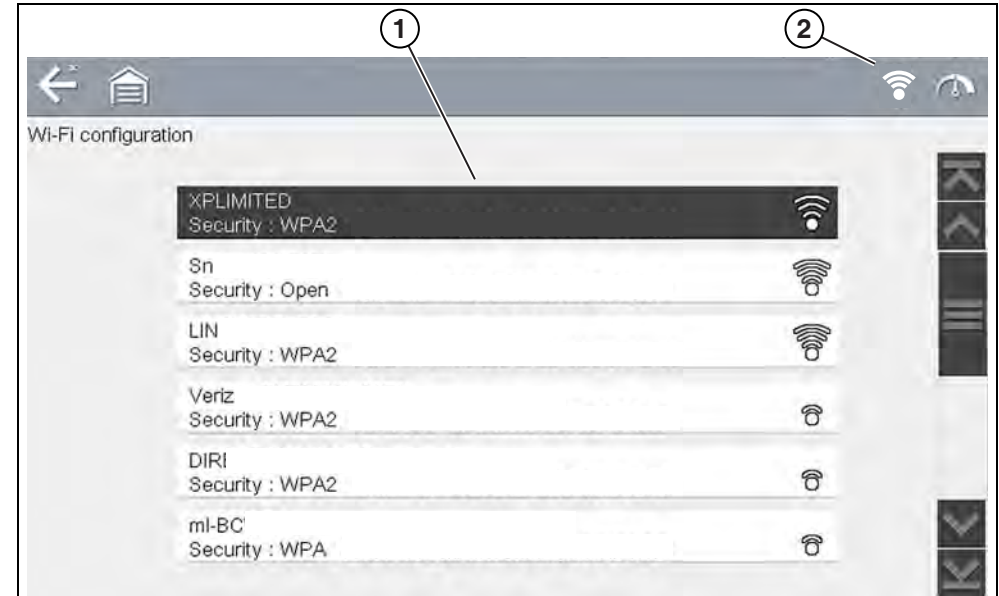 1
2
Wi-Fi configuration
XPLIMITED
Security : WPA2
Sn
Security : Open
LIN
Security : WPA2
Veriz
Security : WPA2
DIRE
Security : WPA2
ml-BC
Security : WPA